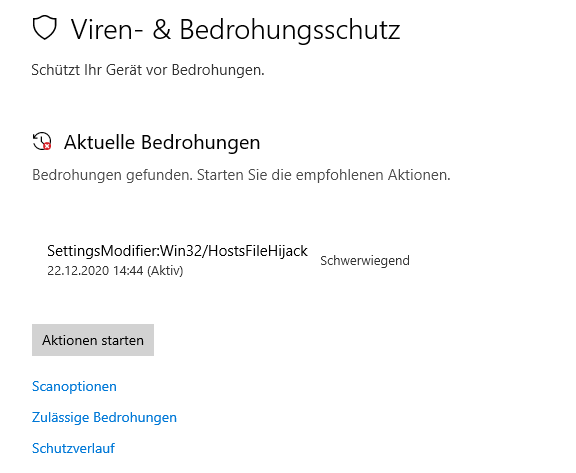 Viren- & Bedrohungsschutz
Schützt Ihr Gerät vor Bedrohungen.
Aktuelle Bedrohungen
Bedrohungen gefunden. Starten Sie die empfohlenen Aktionen.
SettingsModifier:Win32/HostsFileHijack
22.12.2020 14:44 (Aktiv)
Schwerwiegend
Aktionen starten
Scanoptionen
Zulässige Bedrohungen
Schutzverlauf